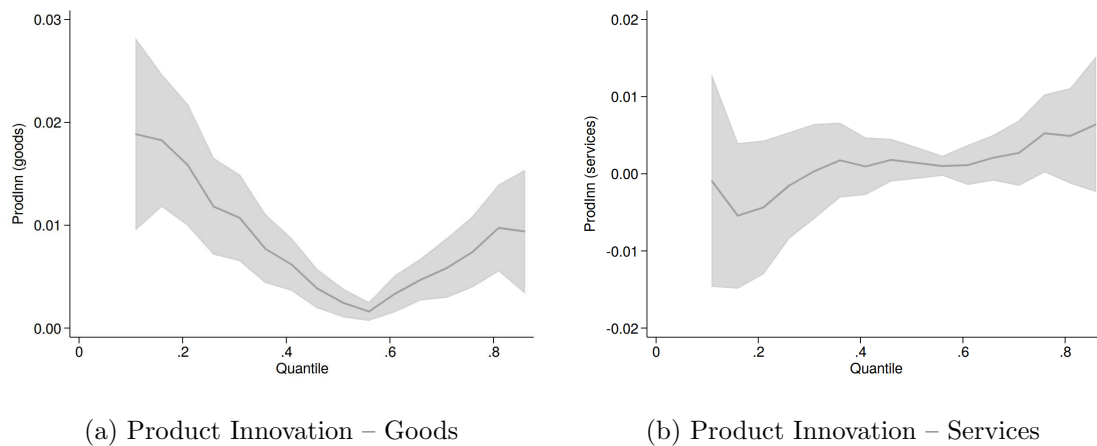 0.03
0.02
0.01
0.00
ProdInn (goods)
0 .2 .4 .6 .8
Quantile
(a) Product Innovation – Goods
0.02
0.01
0.00
-0.01
-0.02
ProdInn (services)
0 .2 .4 .6 .8
Quantile
(b) Product Innovation – Services